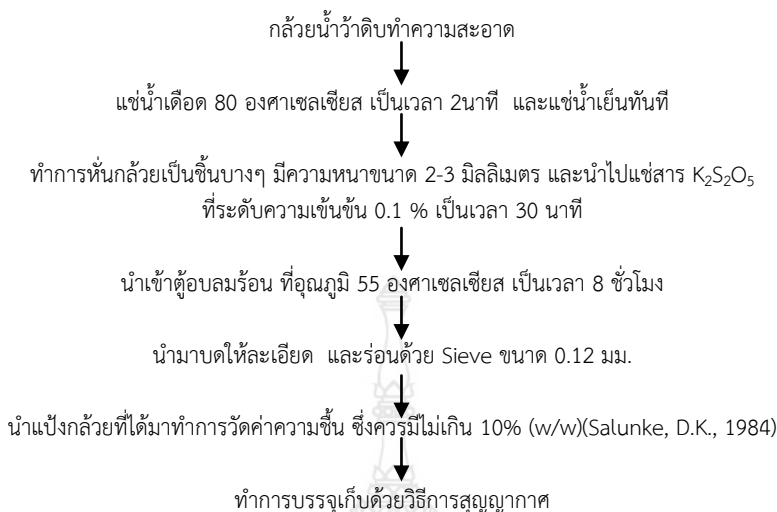 กล้วยน้ำว้าดิบทำความสะอาด
แช่น้ำเดือด 80 องศาเซลเซียส เป็นเวลา 2นาที และแช่น้ำเย็นทันที
ทำการหั่นกล้วยเป็นชิ้นบางๆ มีความหนาขนาด 2-3 มิลลิเมตร และนำไปแช่สาร K₂S₂O₅
ที่ระดับความเข้มข้น 0.1 % เป็นเวลา 30 นาที
นำเข้าตู้อบลมร้อน ที่อุณภูมิ 55 องศาเซลเซียส เป็นเวลา 8 ชั่วโมง
นำมาบดให้ละเอียด และร่อนด้วย Sieve ขนาด 0.12 มม.
นำแป้งกล้วยที่ได้มาทำการวัดค่าความชื้น ซึ่งควรมีไม่เกิน 10% (w/w)(Salunke, D.K., 1984)
ทำการบรรจุเก็บด้วยวิธีการสุญญากาศ